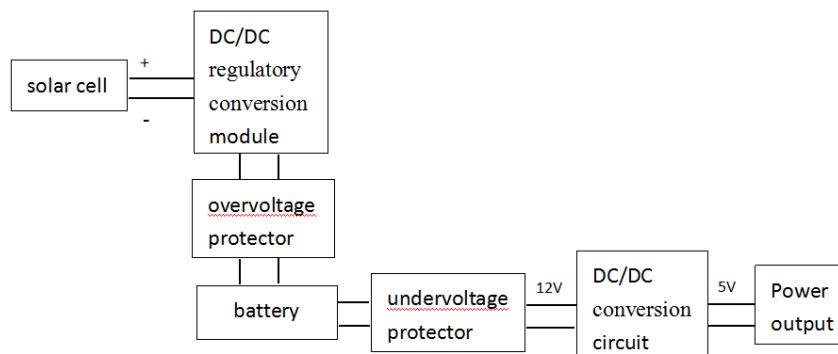 solar cell
+
-
DC/DC
regulatory
conversion
module
overvoltage
protector
battery
undervoltage
protector
12V
DC/DC
conversion
circuit
5V
Power
output